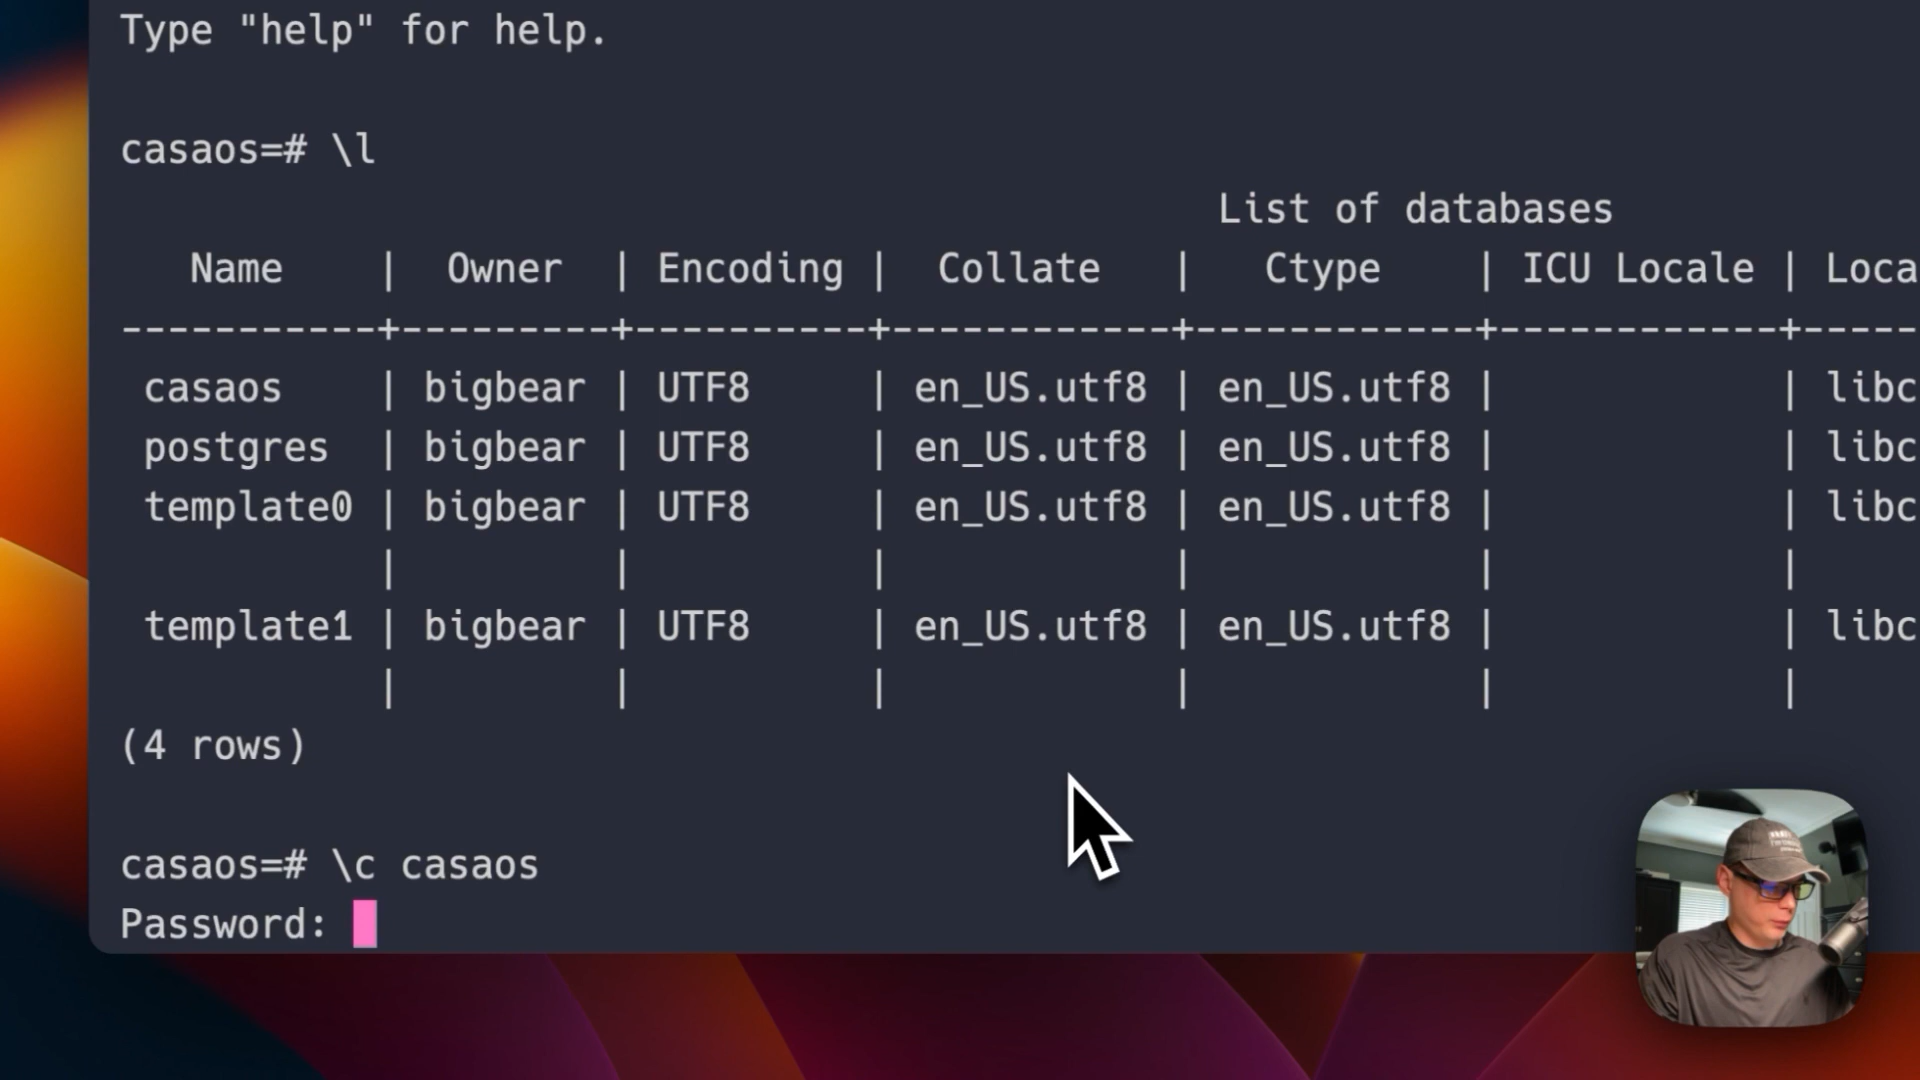 Type "help" for help.
casaos=# \l
List of databases
Name | Owner | Encoding | Collate | Ctype | ICU Locale | Loca
-----------+---------+----------+------------+------------+------------+-----
casaos | bigbear | UTF8 | en_US.utf8 | en_US.utf8 | | libc
postgres | bigbear | UTF8 | en_US.utf8 | en_US.utf8 | | libc
template0 | bigbear | UTF8 | en_US.utf8 | en_US.utf8 | | libc
| | | | | |
template1 | bigbear | UTF8 | en_US.utf8 | en_US.utf8 | | libc
| | | | | |
(4 rows)
casaos=# \c casaos
Password: